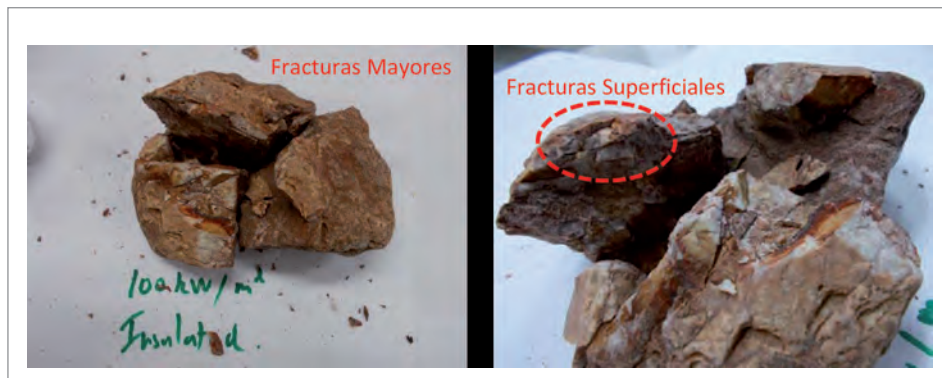 Fracturas Mayores
Fracturas Superficiales
100kW/m²
Insulated.